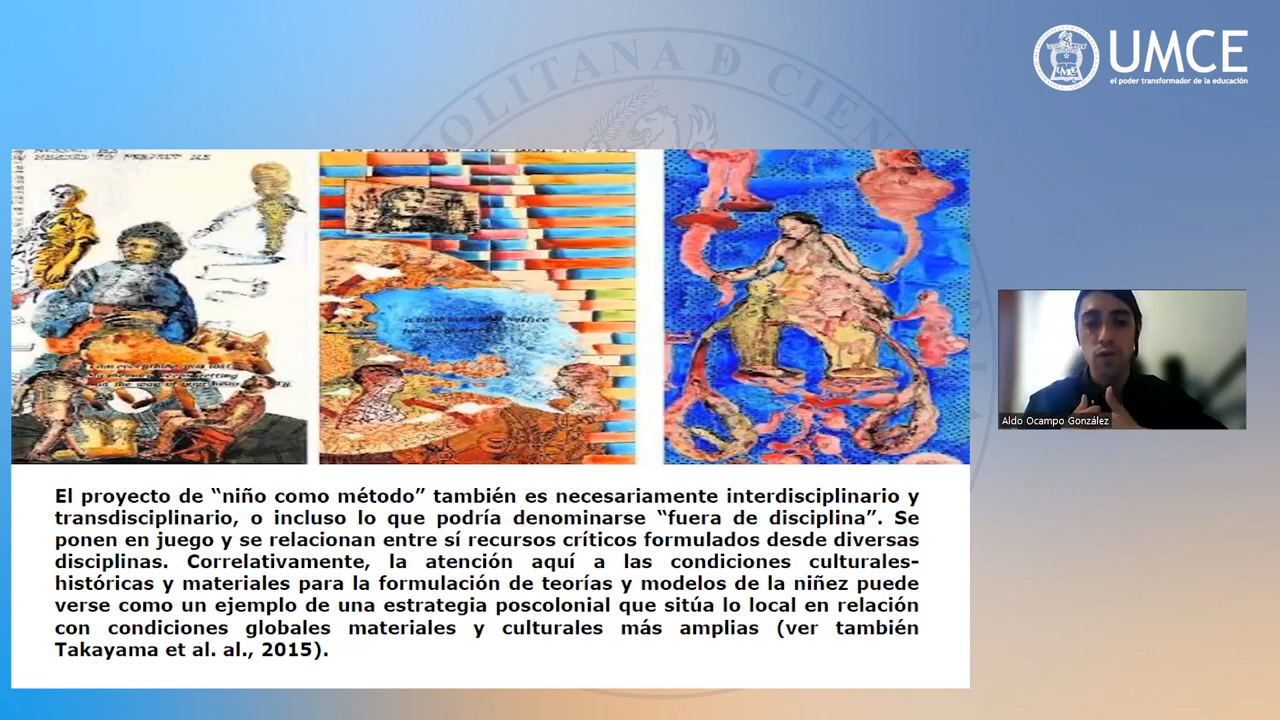 OLITANA D CIEN
UMCE
el poder transformador de la educación
El proyecto de “niño como método” también es necesariamente interdisciplinario y
transdisciplinario, o incluso lo que podría denominarse “fuera de disciplina”. Se
ponen en juego y se relacionan entre sí recursos críticos formulados desde diversas
disciplinas. Correlativamente, la atención aquí a las condiciones culturales-
históricas y materiales para la formulación de teorías y modelos de la niñez puede
verse como un ejemplo de una estrategia poscolonial que sitúa lo local en relación
con condiciones globales materiales y culturales más amplias (ver también
Takayama et al. al., 2015).
Aldo Ocampo González